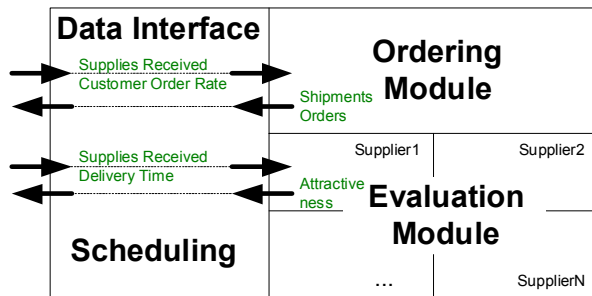 Data Interface
Supplies Received
Customer Order Rate
Ordering
Module
Shipments
Orders
Supplier1
Supplier2
Supplies Received
Delivery Time
Attractive
ness
Evaluation
Module
Scheduling
...
SupplierN